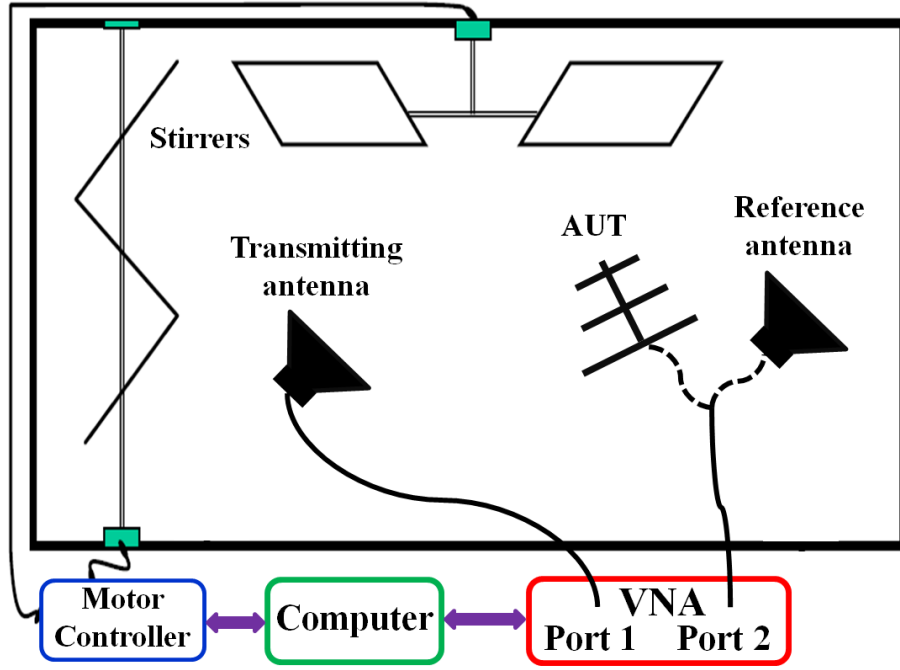 Stirrers
Reference
antenna
AUT
Transmitting
antenna
Motor
Controller
Computer
VNA
Port 1 Port 2